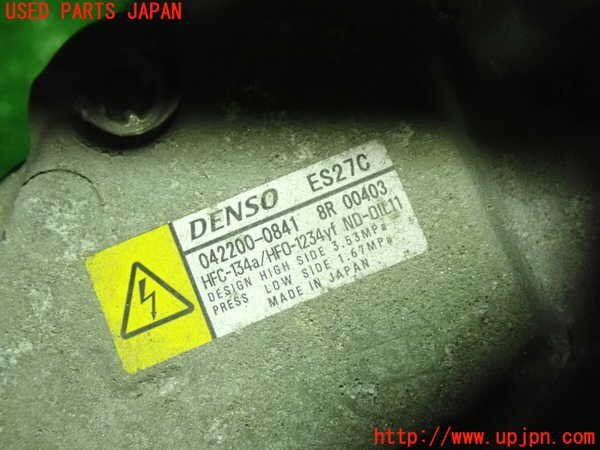 USED PARTS JAPAN
DENSO ES27C
042200-0841 8R 00403
HFC-134a/HFO-1234yf ND-OIL11
DESIGN HIGH SIDE 3.53MPa
PRESS LOW SIDE 1.67MPa
MADE IN JAPAN
http://www.upjpn.com/